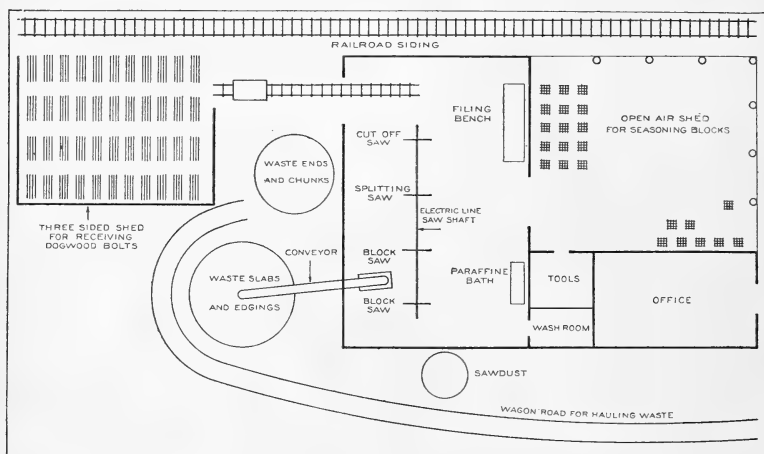 RAILROAD SIDING
FILING
BENCH
OPEN AIR SHED
FOR SEASONING BLOCKS
CUT OFF
SAW
WASTE ENDS
AND CHUNKS
SPLITTING
SAW
ELECTRIC LINE
SAW SHAFT
THREE SIDED SHED
FOR RECEIVING
DOGWOOD BOLTS
CONVEYOR
BLOCK
SAW
WASTE SLABS
AND EDGINGS
BLOCK
SAW
PARAFFINE
BATH
TOOLS
OFFICE
WASH ROOM
SAWDUST
WAGON ROAD FOR HAULING WASTE